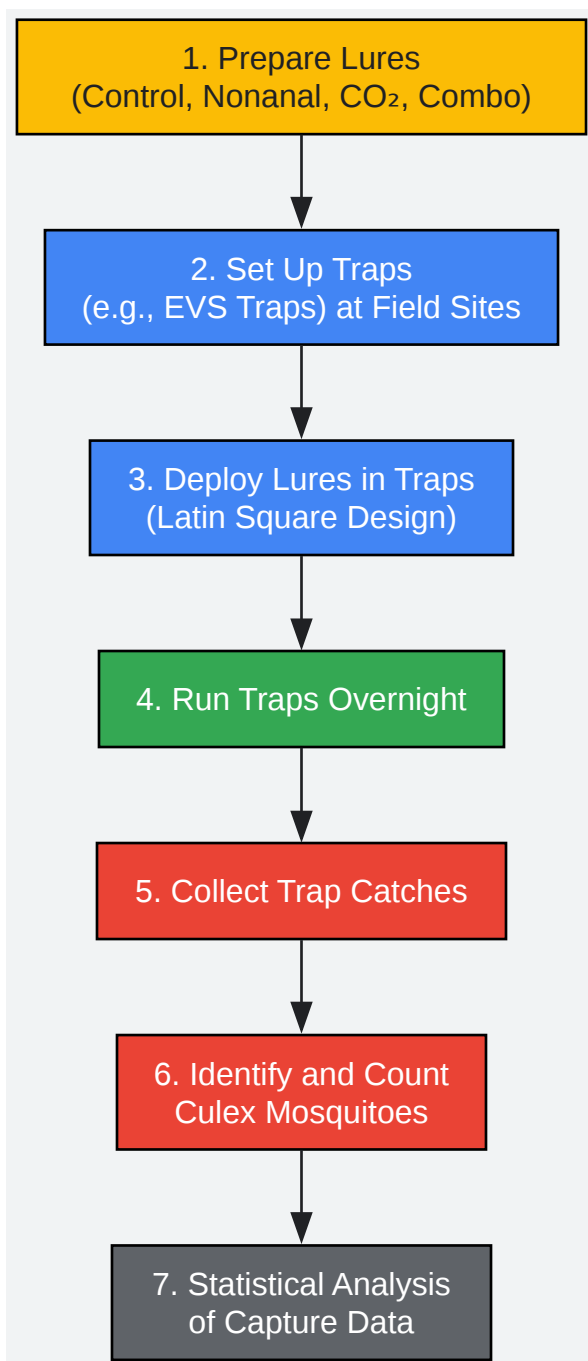 1. Prepare Lures
(Control, Nonanal, CO₂, Combo)
2. Set Up Traps
(e.g., EVS Traps) at Field Sites
3. Deploy Lures in Traps
(Latin Square Design)
4. Run Traps Overnight
5. Collect Trap Catches
6. Identify and Count
Culex Mosquitoes
7. Statistical Analysis
of Capture Data